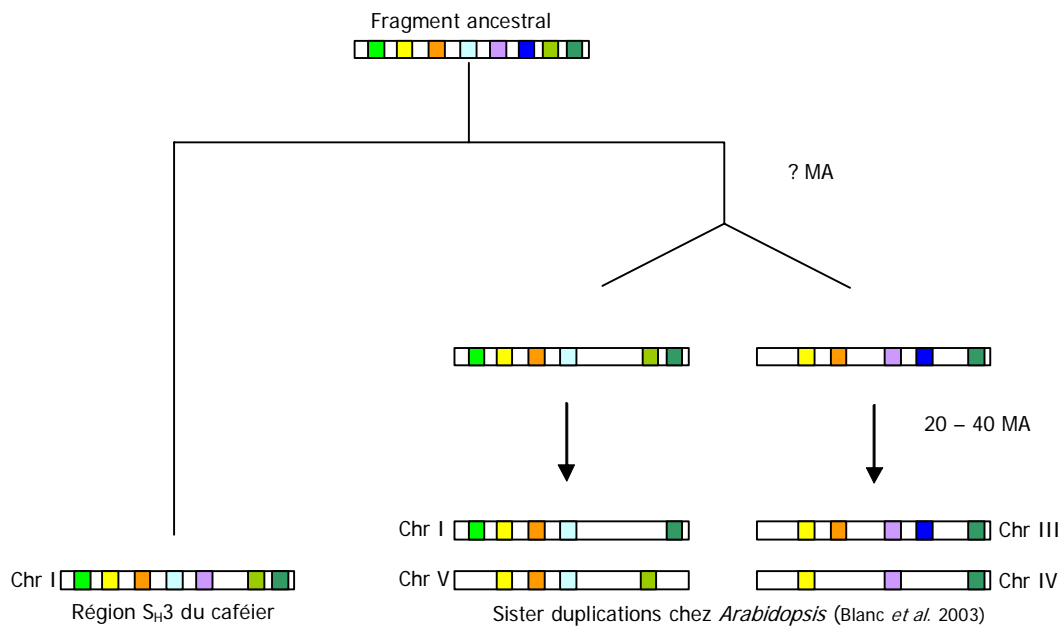 Fragment ancestral
? MA
20 – 40 MA
Chr I
Chr III
Chr I
Chr V
Chr IV
Région SH3 du caféier
Sister duplications chez Arabidopsis (Blanc et al. 2003)